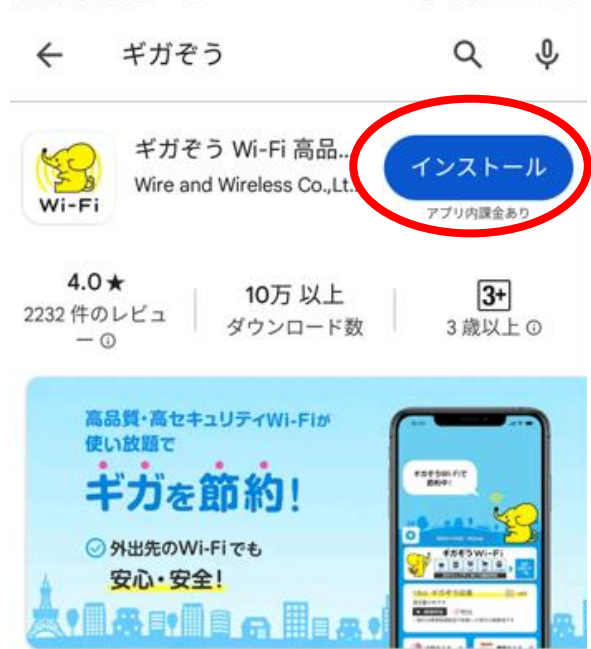 ギガぞう
Wi-Fi
ギガぞう Wi-Fi 高品...
Wire and Wireless Co.,Lt...
インストール
アプリ内課金あり
4.0★
2232 件のレビュ
ー
10万 以上
ダウンロード数
3+
3 歳以上
高品質・高セキュリティWi-Fiが
使い放題で
ギガを節約!
外出先のWi-Fiでも
安心・安全!
ギガぞうWi-Fiで
節約中!
ギガぞうWi-Fi